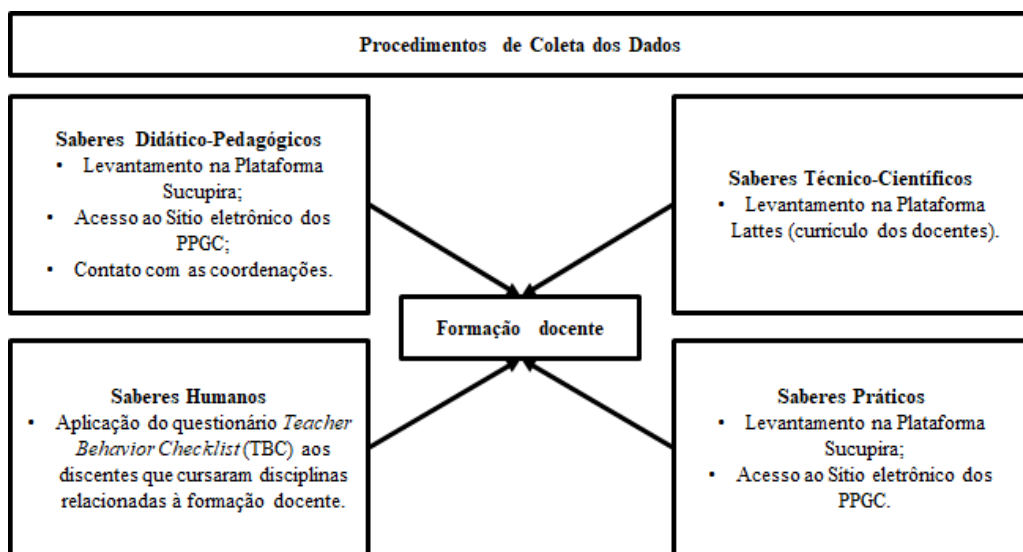 Procedimentos de Coleta dos Dados
Saberes Didático-Pedagógicos
• Levantamento na Plataforma
Sucupira;
• Acesso ao Sítio eletrônico dos
PPGC;
• Contato com as coordenações.
Saberes Técnico-Científicos
• Levantamento na Plataforma
Lattes (currículo dos docentes).
Formação docente
Saberes Humanos
• Aplicação do questionário Teacher
Behavior Checklist (TBC) aos
discentes que cursaram disciplinas
relacionadas à formação docente.
Saberes Práticos
• Levantamento na Plataforma
Sucupira;
• Acesso ao Sítio eletrônico dos
PPGC.